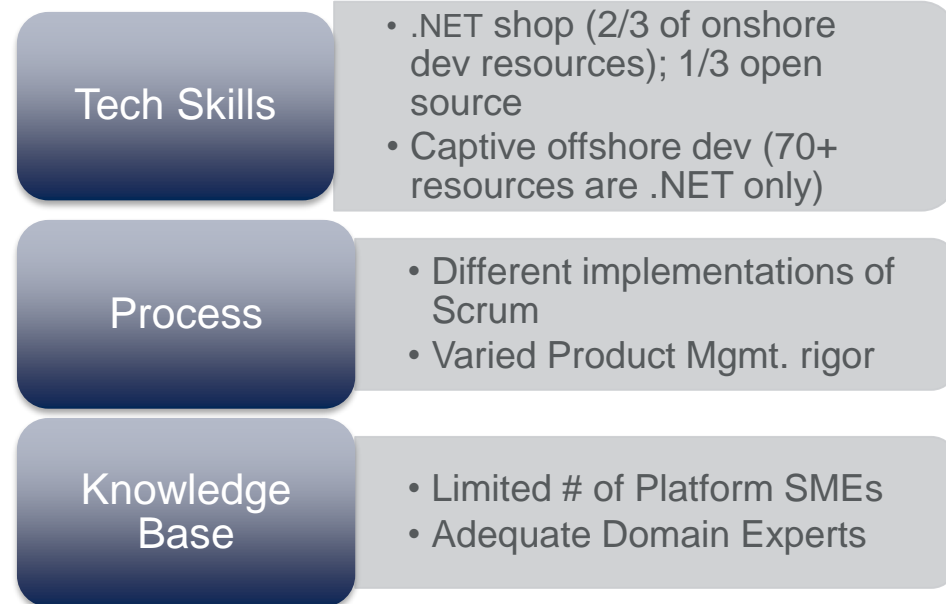 Tech Skills
• .NET shop (2/3 of onshore
dev resources); 1/3 open
source
• Captive offshore dev (70+
resources are .NET only)
Process
• Different implementations of
Scrum
• Varied Product Mgmt. rigor
Knowledge
Base
• Limited # of Platform SMEs
• Adequate Domain Experts